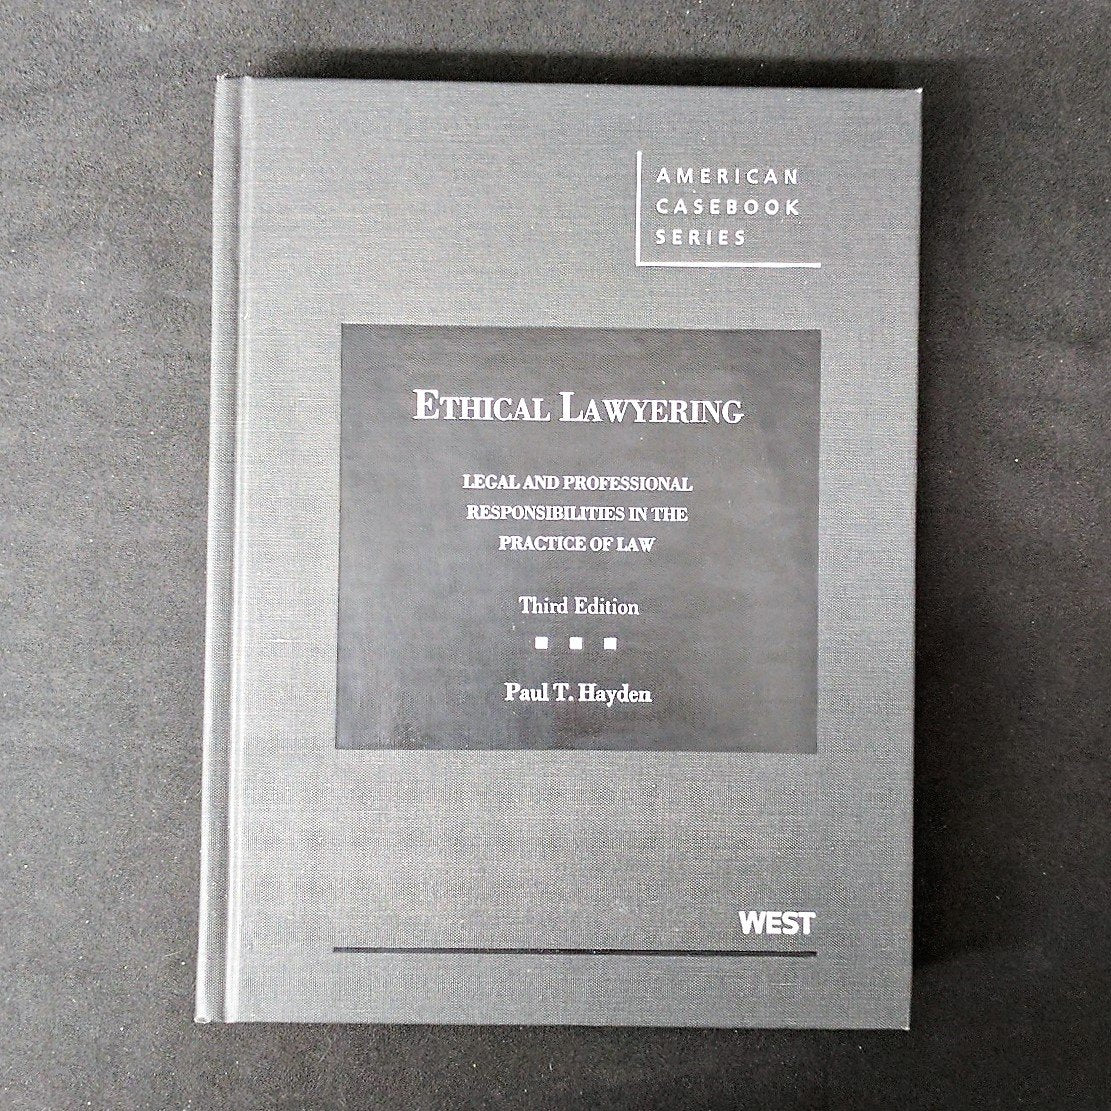 AMERICAN
CASEBOOK
SERIES
ETHICAL LAWYERING
LEGAL AND PROFESSIONAL
RESPONSIBILITIES IN THE
PRACTICE OF LAW
Third Edition
Paul T. Hayden
WEST